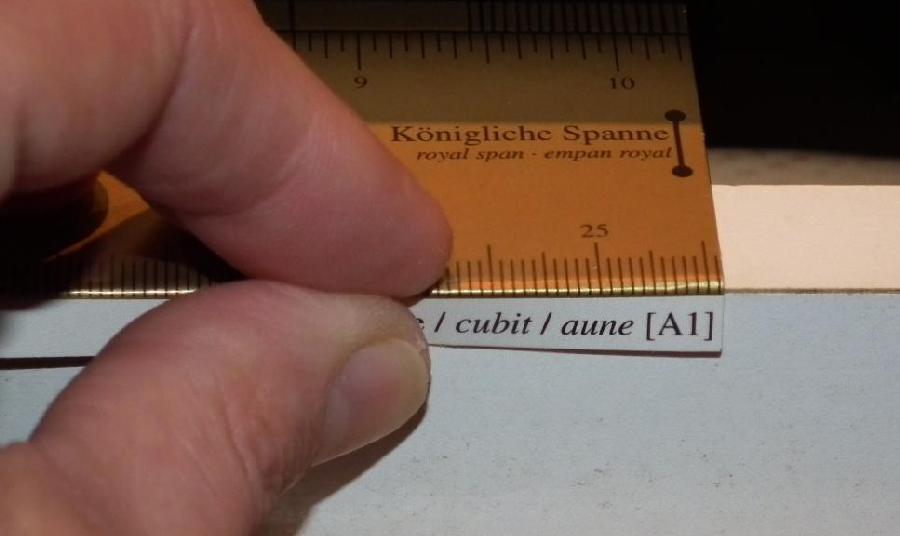 9 10
Königliche Spanne
royal span - empan royal
25
/ cubit / aune [A1]